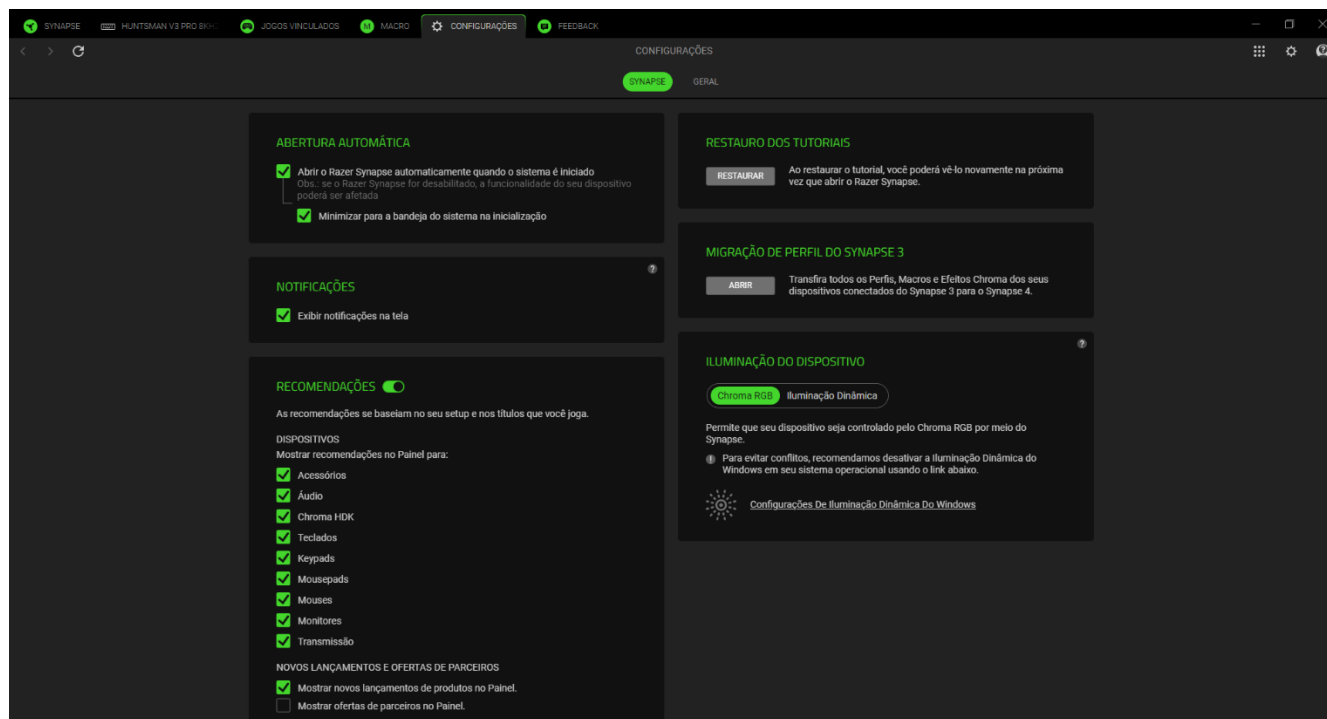 SYNAPSE
HUNTSMAN V3 PRO 8KHZ
JOGOS VINCULADOS
MACRO
CONFIGURAÇÕES
FEEDBACK
CONFIGURAÇÕES
SYNAPSE
GERAL
ABERTURA AUTOMÁTICA
Abrir o Razer Synapse automaticamente quando o sistema é iniciado
Obs.: se o Razer Synapse for desabilitado, a funcionalidade do seu dispositivo
poderá ser afetada
Minimizar para a bandeja do sistema na inicialização
NOTIFICAÇÕES
Exibir notificações na tela
RECOMENDAÇÕES
As recomendações se baseiam no seu setup e nos títulos que você joga.
DISPOSITIVOS
Mostrar recomendações no Painel para:
Acessórios
Áudio
Chroma HDK
Teclados
Keypads
Mousepads
Mouses
Monitores
Transmissão
NOVOS LANÇAMENTOS E OFERTAS DE PARCEIROS
Mostrar novos lançamentos de produtos no Painel.
Mostrar ofertas de parceiros no Painel.
RESTAURO DOS TUTORIAIS
RESTAURAR
Ao restaurar o tutorial, você poderá vê-lo novamente na próxima
vez que abrir o Razer Synapse.
MIGRAÇÃO DE PERFIL DO SYNAPSE 3
ABRIR
Transfira todos os Perfis, Macros e Efeitos Chroma dos seus
dispositivos conectados do Synapse 3 para o Synapse 4.
ILUMINAÇÃO DO DISPOSITIVO
Chroma RGB
Iluminação Dinâmica
Permite que seu dispositivo seja controlado pelo Chroma RGB por meio do
Synapse.
Para evitar conflitos, recomendamos desativar a Iluminação Dinâmica do
Windows em seu sistema operacional usando o link abaixo.
Configurações De Iluminação Dinâmica Do Windows